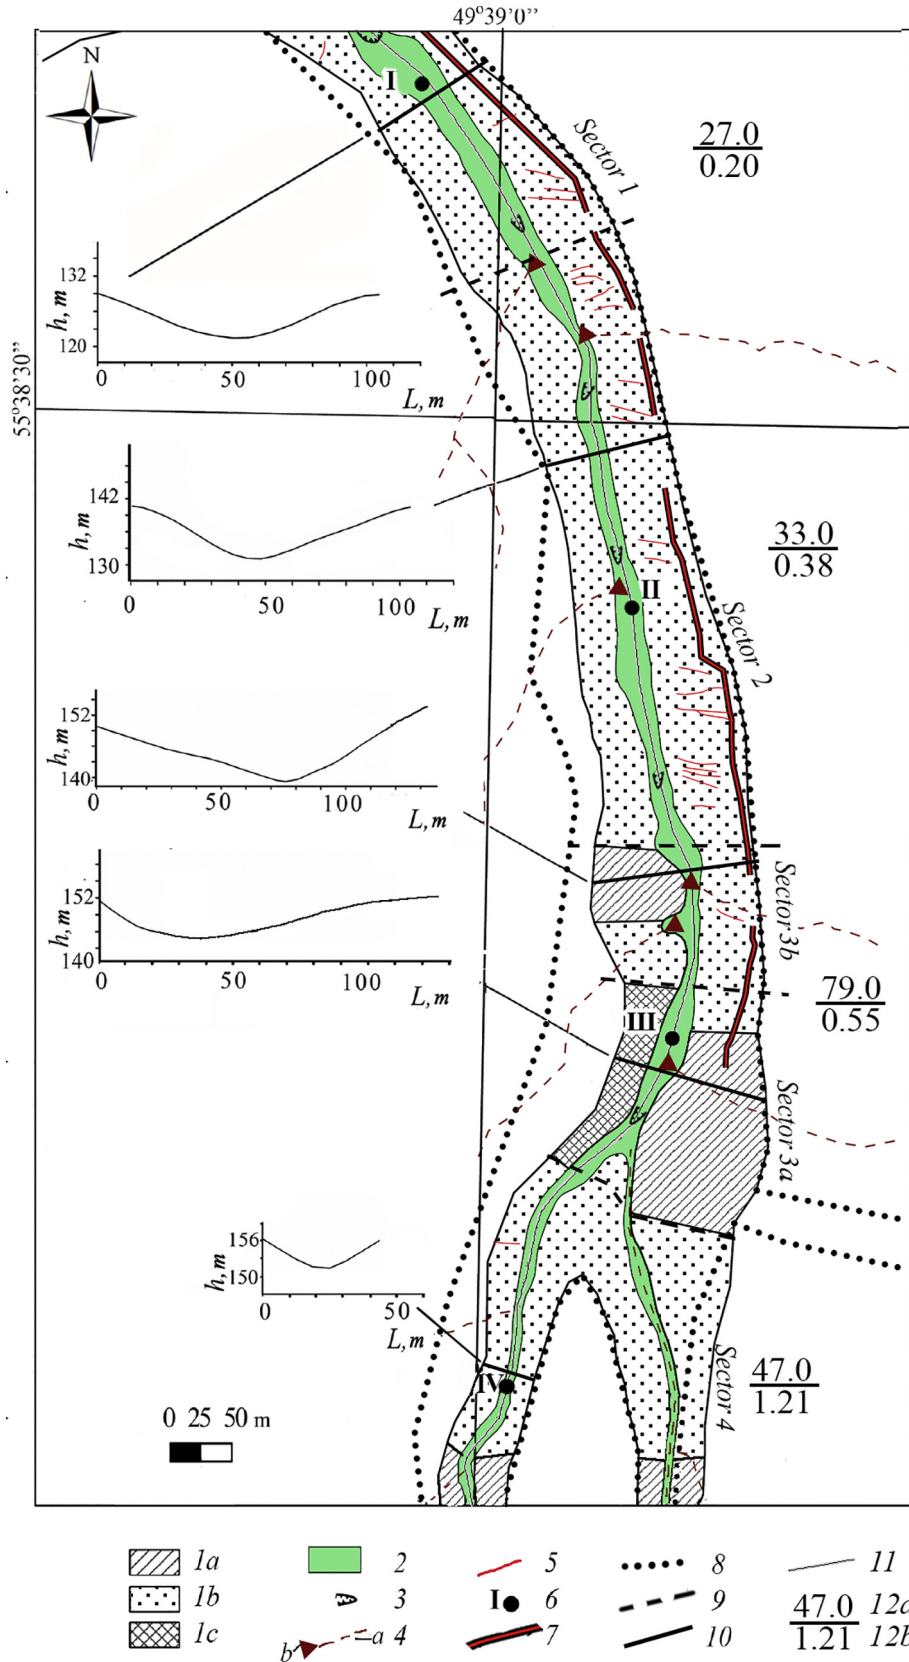 49°39'0''
N
I
Sector 1
27.0
0.20
132
120
h, m
0 50 100
L, m
55°38'30''
142
130
h, m
0 50 100
L, m
33.0
0.38
II
Sector 2
152
140
h, m
0 50 100
L, m
152
140
h, m
0 50 100
L, m
Sector 3b
79.0
0.55
III
Sector 3a
156
150
h, m
0 50
L, m
IV
Sector 4
47.0
1.21
0 25 50 m
1a 2 5 8 11
1b 3 I 6 9 47.0 12a
1c b a 4 7 10 1.21 12b